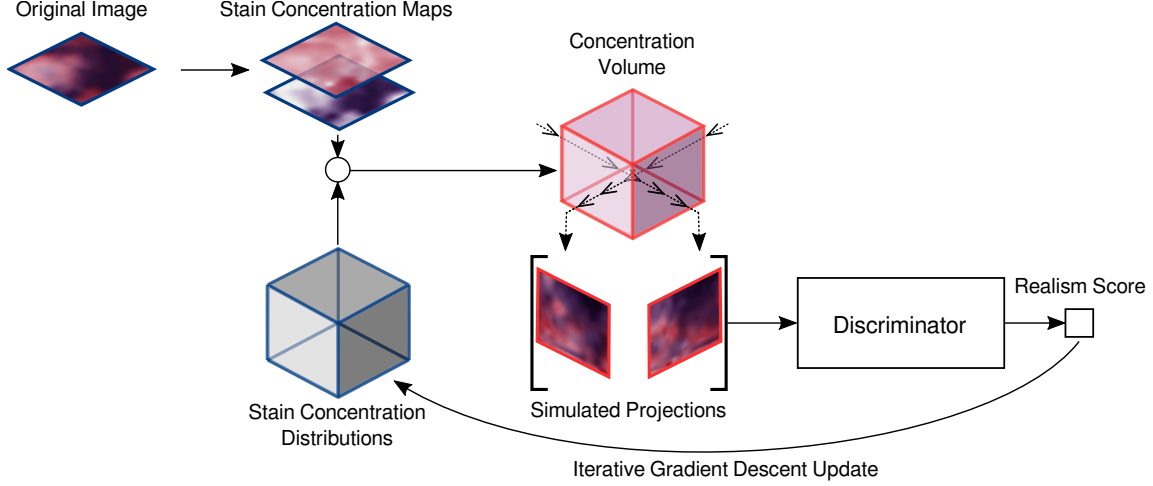 Original Image
Stain Concentration Maps
Concentration
Volume
Realism Score
Discriminator
Stain Concentration
Distributions
Simulated Projections
Iterative Gradient Descent Update